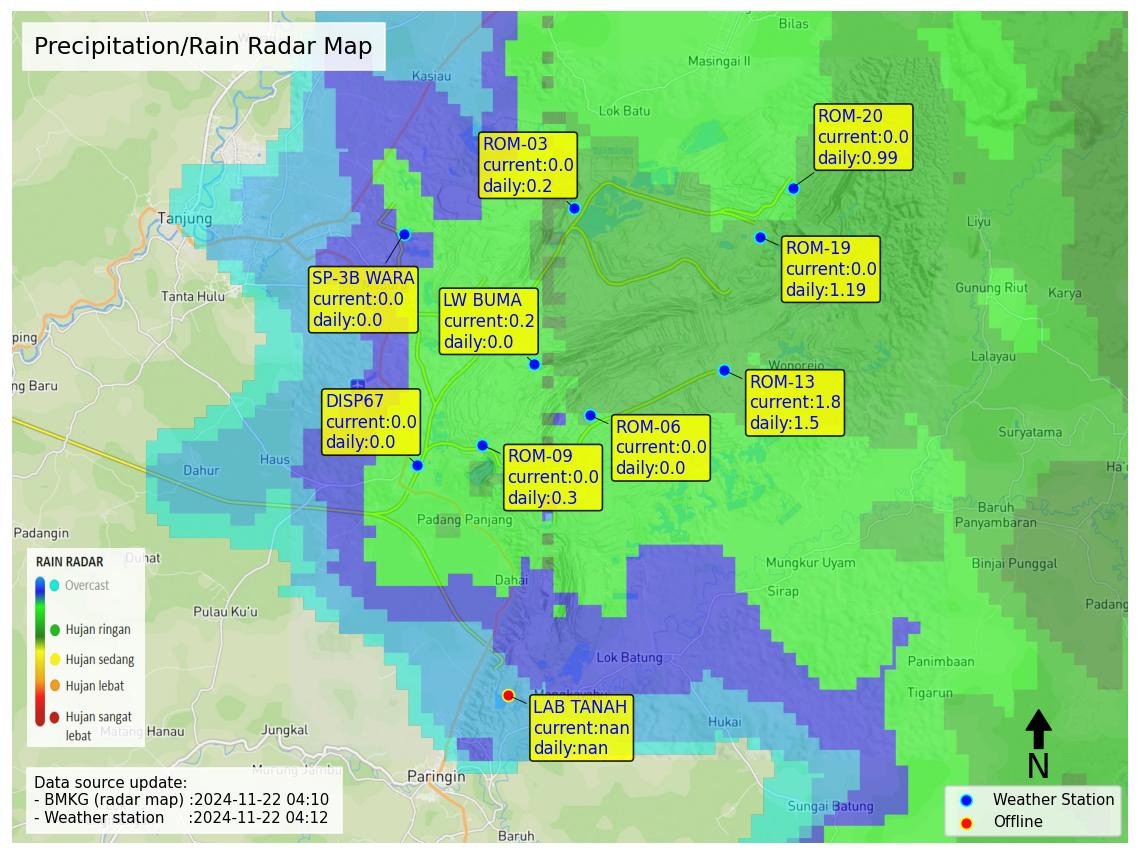 Precipitation/Rain Radar Map
Bilas
Masingai II
Kasiau
Lok Batu
ROM-20
current:0.0
daily:0.99
ROM-03
current:0.0
daily:0.2
Tanjung
Liyu
ROM-19
current:0.0
daily:1.19
SP-3B WARA
current:0.0
daily:0.0
Tanta Hulu
LW BUMA
current:0.2
daily:0.0
Gunung Riut
Karya
ping
Lalayau
Wonorejo
ng Baru
ROM-13
current:1.8
daily:1.5
DISP67
current:0.0
daily:0.0
ROM-06
current:0.0
daily:0.0
Suryatama
Haus
Dahur
ROM-09
current:0.0
daily:0.3
Ha'u
Baruh
Panyambaran
Padang Panjang
Padangin
Duhat
Mungkur Uyam
Binjai Punggal
Dahai
Sirap
Padang
Pulau Ku'u
RAIN RADAR
Overcast
Hujan ringan
Hujan sedang
Hujan lebat
Hujan sangat
lebat
Lok Batung
Panimbaan
Tigarun
LAB TANAH
current:nan
daily:nan
Hukai
Matang Hanau
Jungkal
Murung Jambu
Paringin
N
Data source update:
- BMKG (radar map) :2024-11-22 04:10
- Weather station :2024-11-22 04:12
Sungai Batung
Baruh
Weather Station
Offline